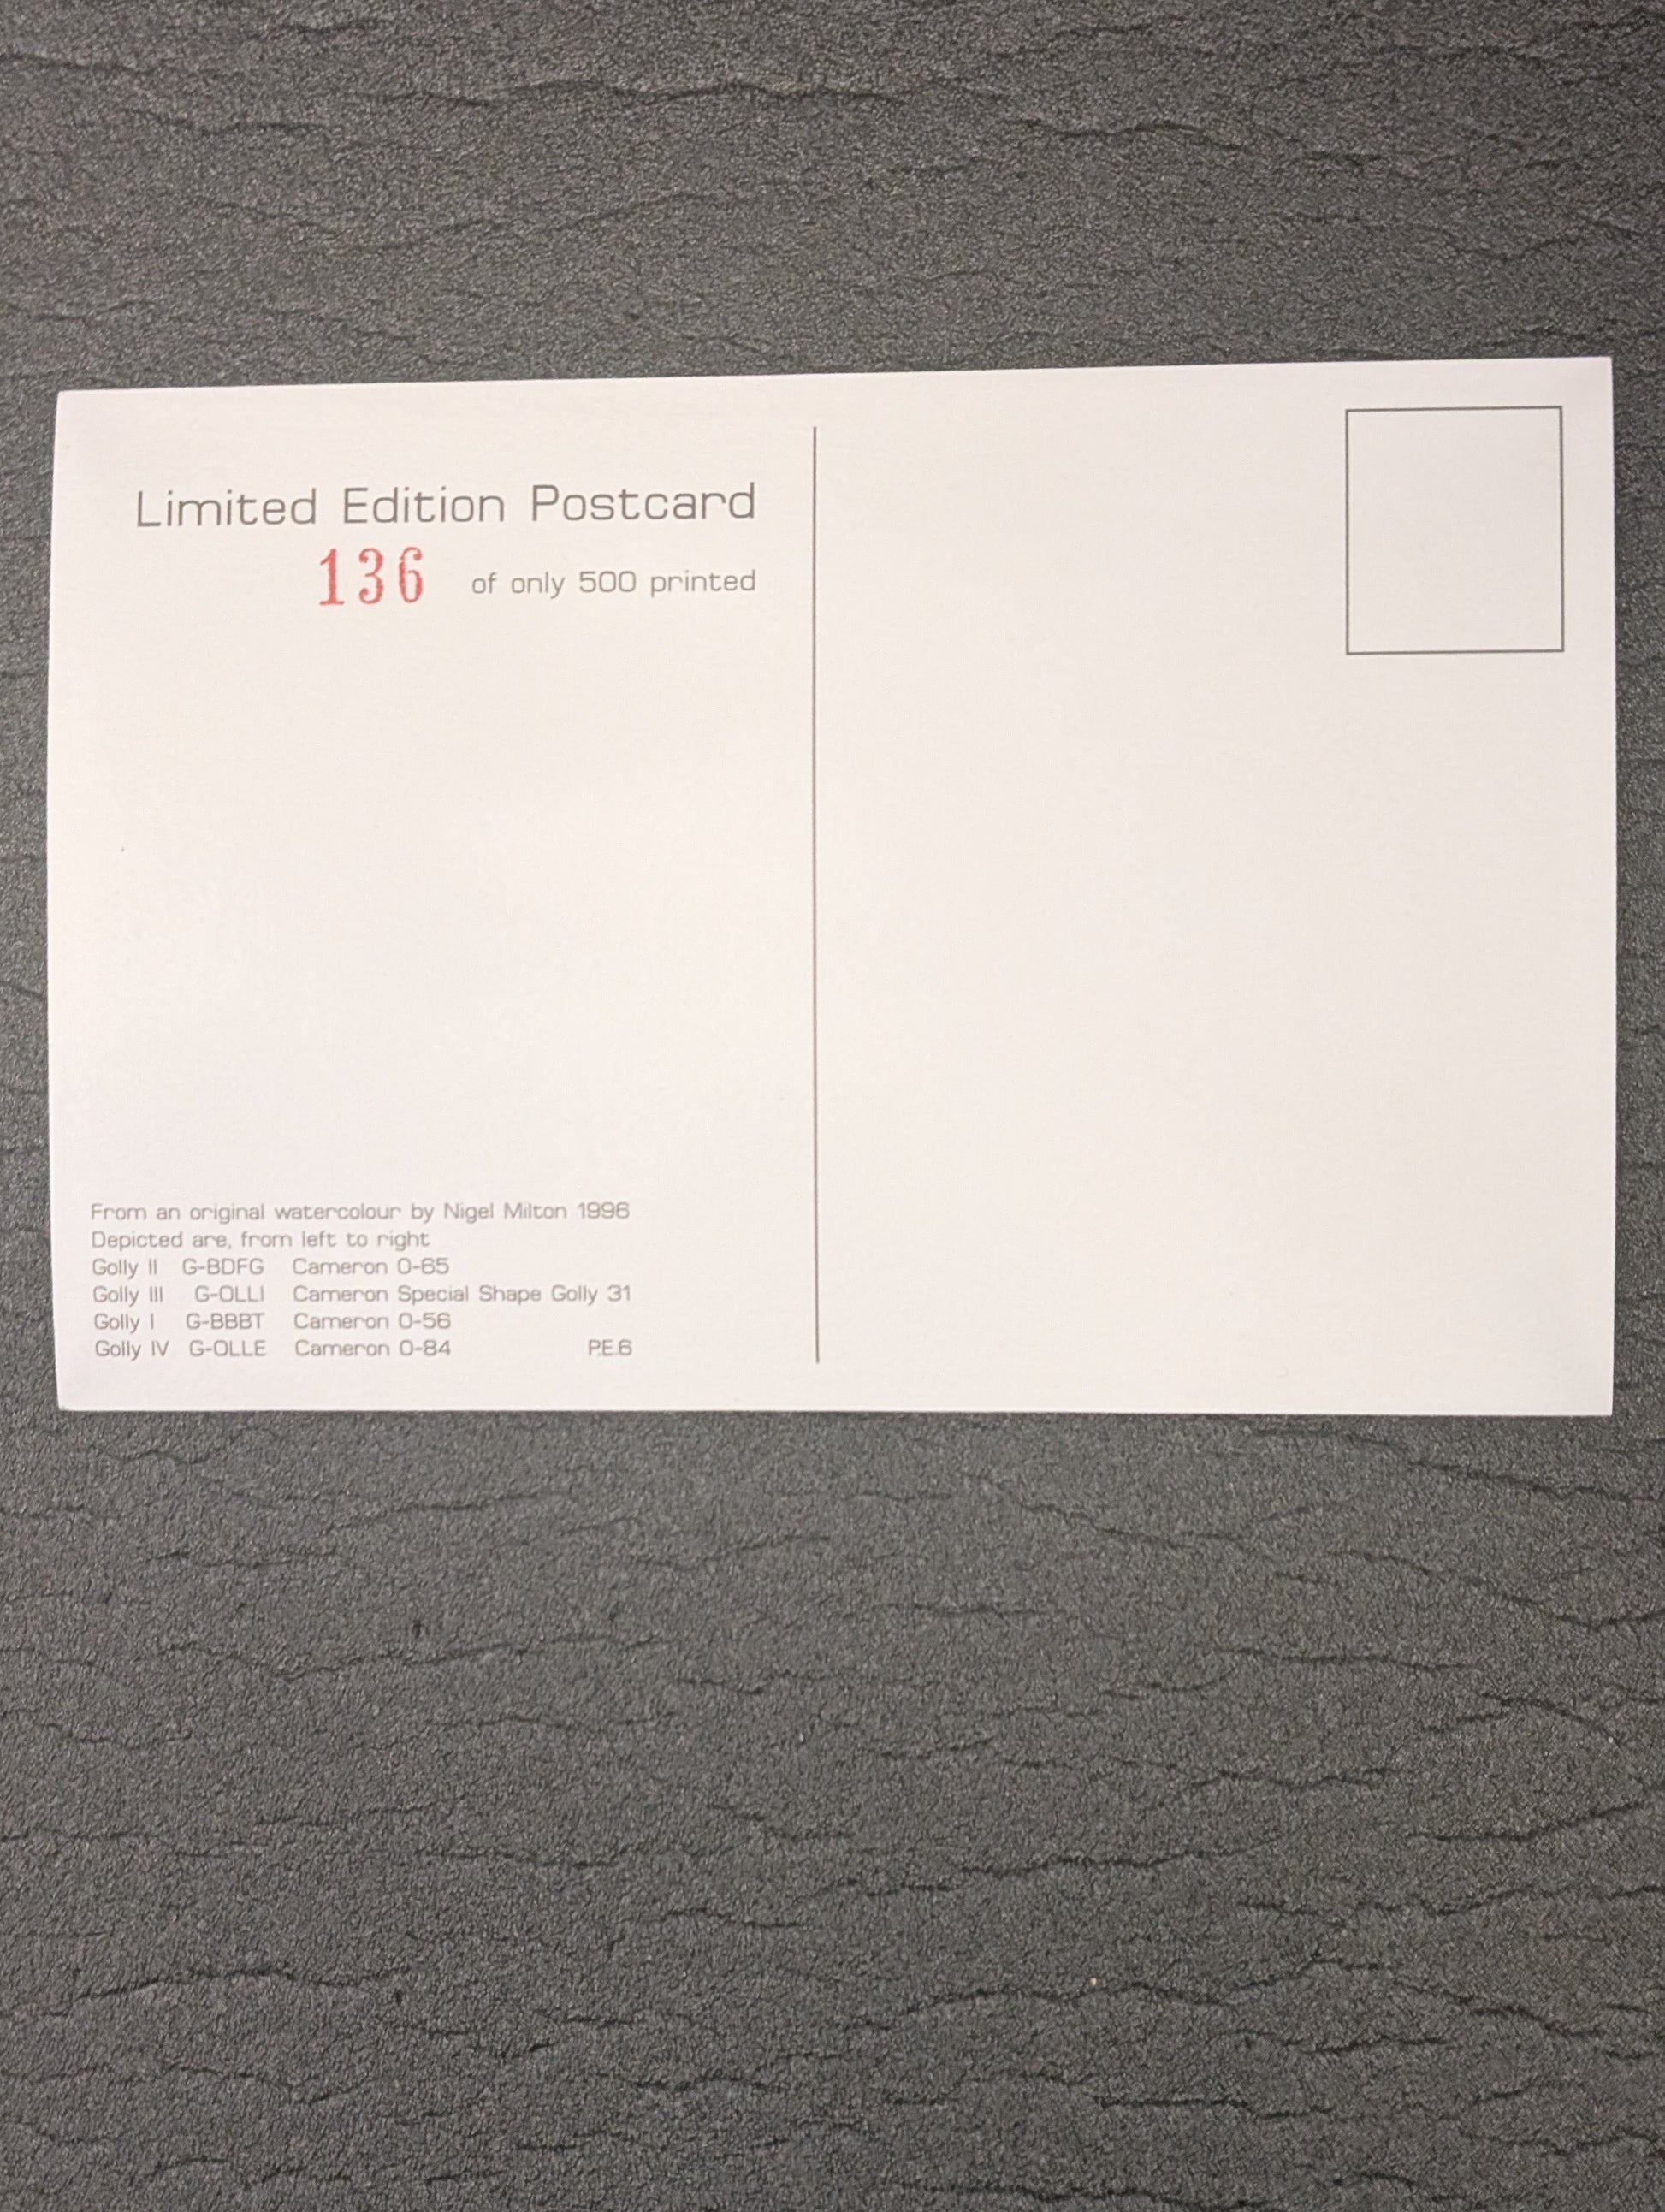 Limited Edition Postcard
136 of only 500 printed
From an original watercolour by Nigel Milton 1996
Depicted are, from left to right
Golly II G-BDFG Cameron O-65
Golly III G-OLLI Cameron Special Shape Golly 31
Golly I G-BBBT Cameron O-56
Golly IV G-OLLE Cameron O-84 P.E.6